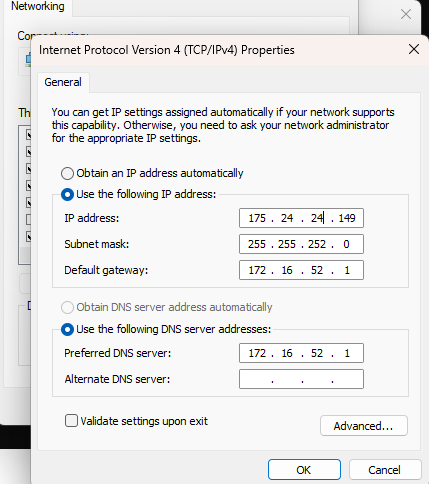 Networking
Connect using:
Internet Protocol Version 4 (TCP/IPv4) Properties
General
Th
You can get IP settings assigned automatically if your network supports
this capability. Otherwise, you need to ask your network administrator
for the appropriate IP settings.
Obtain an IP address automatically
Use the following IP address:
IP address: 175 . 24 . 24 . 149
Subnet mask: 255 . 255 . 252 . 0
Default gateway: 172 . 16 . 52 . 1
Obtain DNS server address automatically
D
Use the following DNS server addresses:
Preferred DNS server: 172 . 16 . 52 . 1
Alternate DNS server: . . .
Validate settings upon exit
Advanced...
OK
Cancel